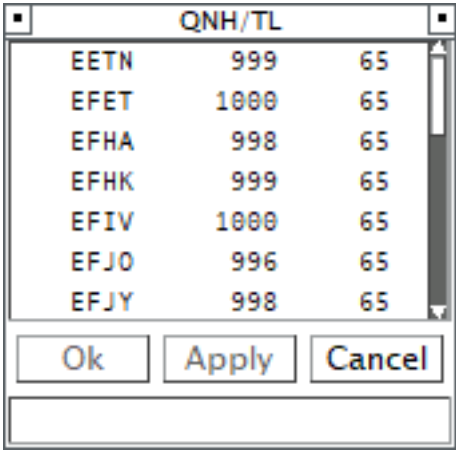 QNH/TL
EETN 999 65
EFET 1000 65
EFHA 998 65
EFHK 999 65
EFIV 1000 65
EFJO 996 65
EFJY 998 65
Ok Apply Cancel